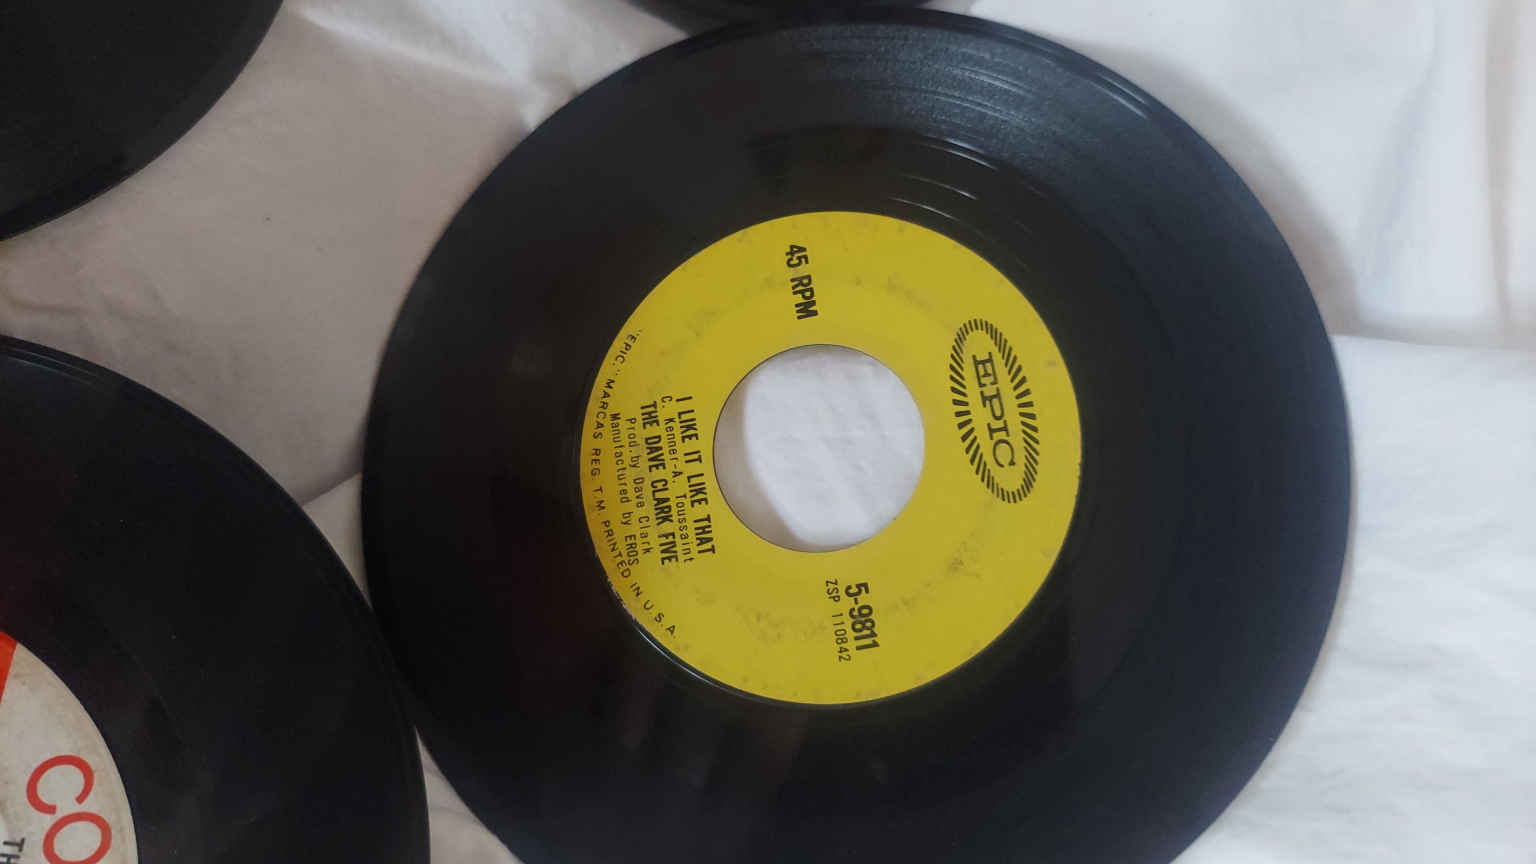 EPIC
45 RPM
5-9811
ZSP 110842
I LIKE IT LIKE THAT
C. Kenner-A. Toussaint
THE DAVE CLARK FIVE
Prod. by Dave Clark
Manufactured by EROS
"EPIC," MARCAS REG. T.M. PRINTED IN U.S.A.
CO
TH